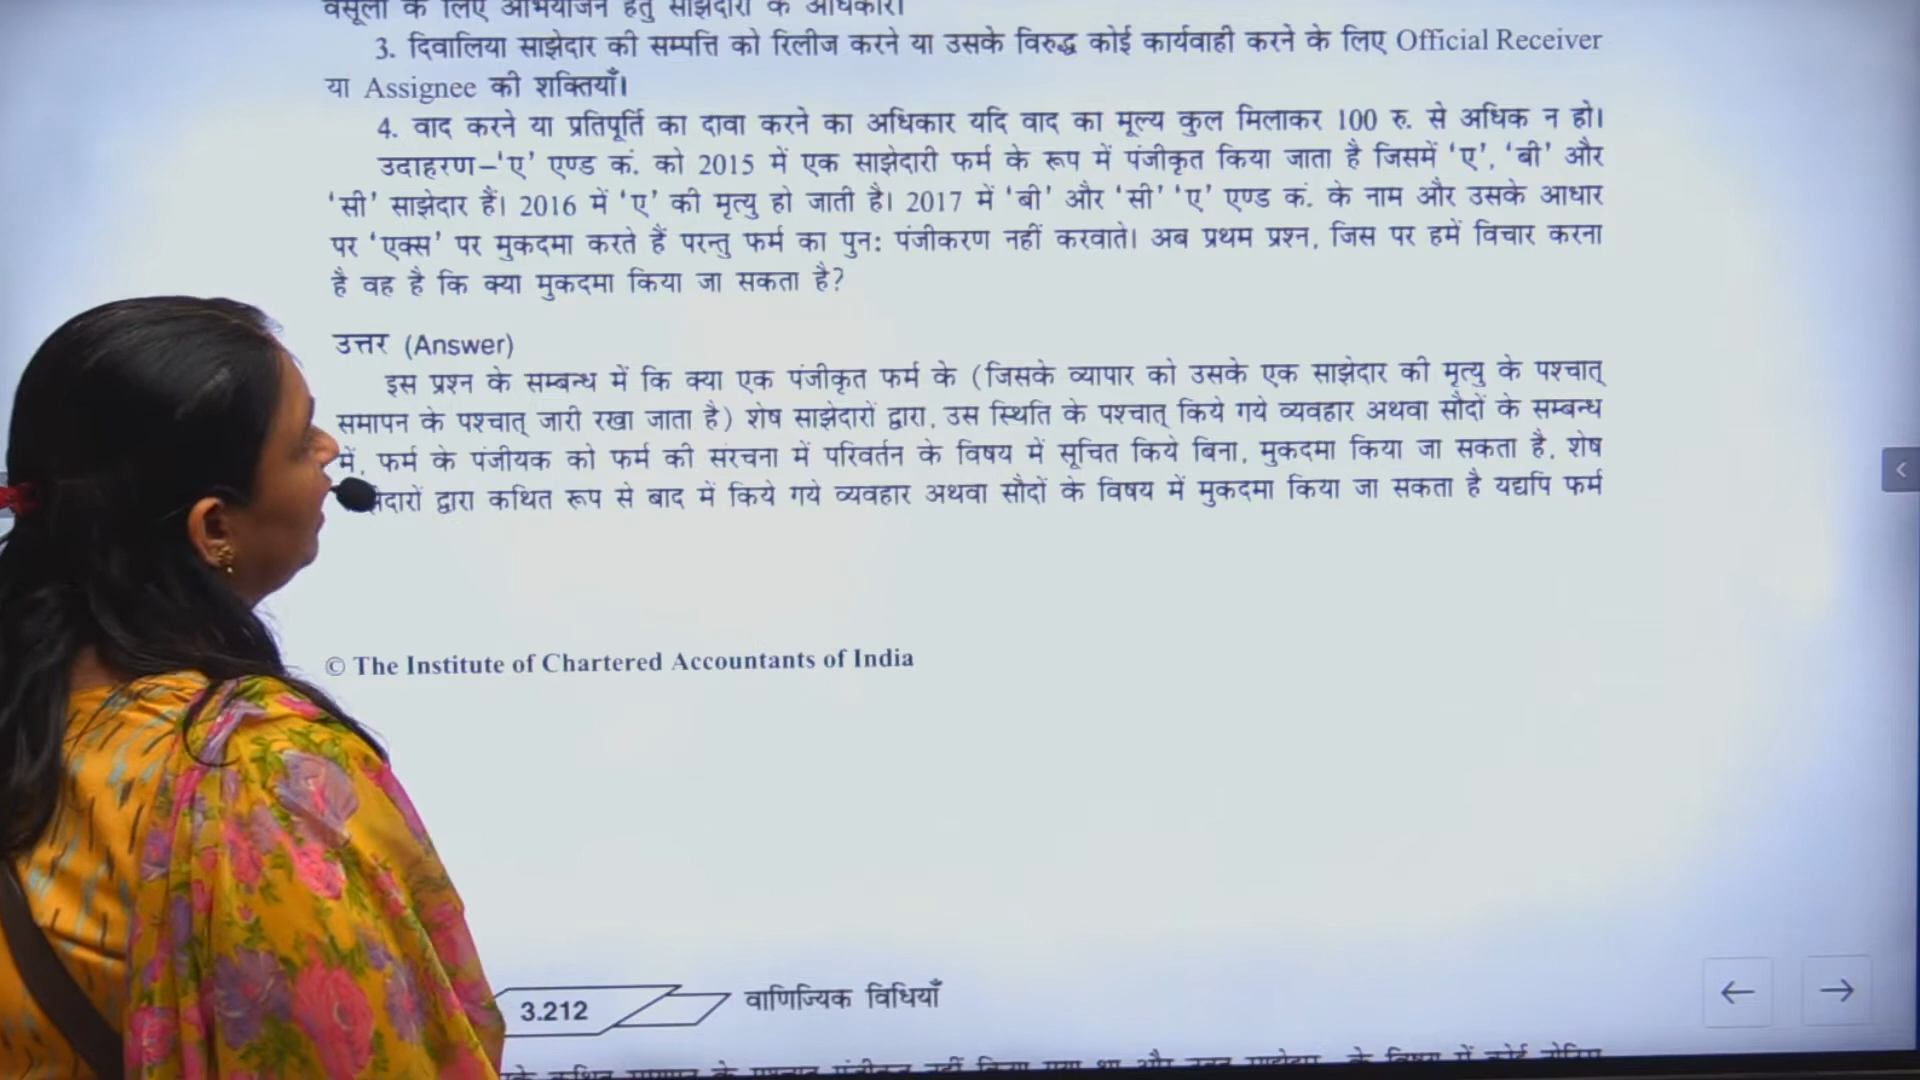 वसूली के लिए अभियोजन हेतु साझेदारों के अधिकार।
3. दिवालिया साझेदार की सम्पत्ति को रिलीज करने या उसके विरुद्ध कोई कार्यवाही करने के लिए Official Receiver
या Assignee की शक्तियाँ।
4. वाद करने या प्रतिपूर्ति का दावा करने का अधिकार यदि वाद का मूल्य कुल मिलाकर 100 रु. से अधिक न हो।
उदाहरण–‘ए’ एण्ड कं. को 2015 में एक साझेदारी फर्म के रूप में पंजीकृत किया जाता है जिसमें ‘ए’, ‘बी’ और
‘सी’ साझेदार हैं। 2016 में ‘ए’ की मृत्यु हो जाती है। 2017 में ‘बी’ और ‘सी’ ‘ए’ एण्ड कं. के नाम और उसके आधार
पर ‘एक्स’ पर मुकदमा करते हैं परन्तु फर्म का पुन: पंजीकरण नहीं करवाते। अब प्रथम प्रश्न, जिस पर हमें विचार करना
है वह है कि क्या मुकदमा किया जा सकता है?
उत्तर (Answer)
इस प्रश्न के सम्बन्ध में कि क्या एक पंजीकृत फर्म के (जिसके व्यापार को उसके एक साझेदार की मृत्यु के पश्चात्
समापन के पश्चात् जारी रखा जाता है) शेष साझेदारों द्वारा, उस स्थिति के पश्चात् किये गये व्यवहार अथवा सौदों के सम्बन्ध
में, फर्म के पंजीयक को फर्म की संरचना में परिवर्तन के विषय में सूचित किये बिना, मुकदमा किया जा सकता है, शेष
द्वारा कथित रूप से बाद में किये गये व्यवहार अथवा सौदों के विषय में मुकदमा किया जा सकता है यद्यपि फर्म
© The Institute of Chartered Accountants of India
3.212 वाणिज्यिक विधियाँ